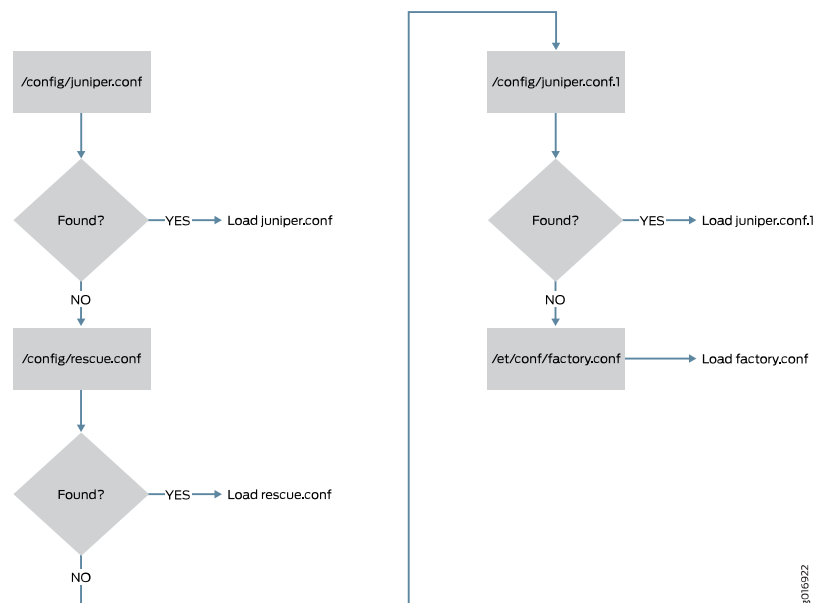 /config/juniper.conf
Found?
YES
Load juniper.conf
NO
/config/rescue.conf
Found?
YES
Load rescue.conf
NO
/config/juniper.conf.1
Found?
YES
Load juniper.conf.1
NO
/et/conf/factory.conf
Load factory.conf
g016922